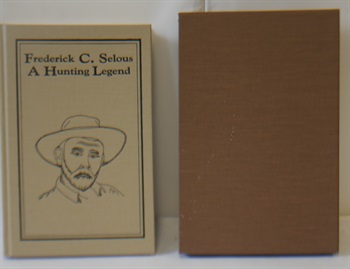 Frederick C. Selous
A Hunting Legend